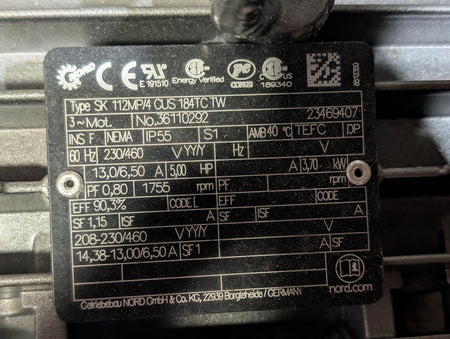 CE
E 191510
Energy Verified
CC092B
C US
189340
Type SK 112MP/4 CUS 184TC TW
3~Mot. No. 36110292 23469407
INS F NEMA IP55 S1 AMB 40 °C TEFC DP
60 Hz 230/460 V YY/Y Hz V
13,0/6,50 A 5,00 HP A 3,70 kW
PF 0,80 1755 rpm PF rpm
EFF 90,3% CODE L EFF CODE
SF 1,15 SF A SF SF A
208-230/460 V YY/Y V
14,38-13,00/6,50 A SF 1 A SF
A A
nord.com
Getriebebau NORD GmbH & Co. KG, 22939 Bargteheide / GERMANY